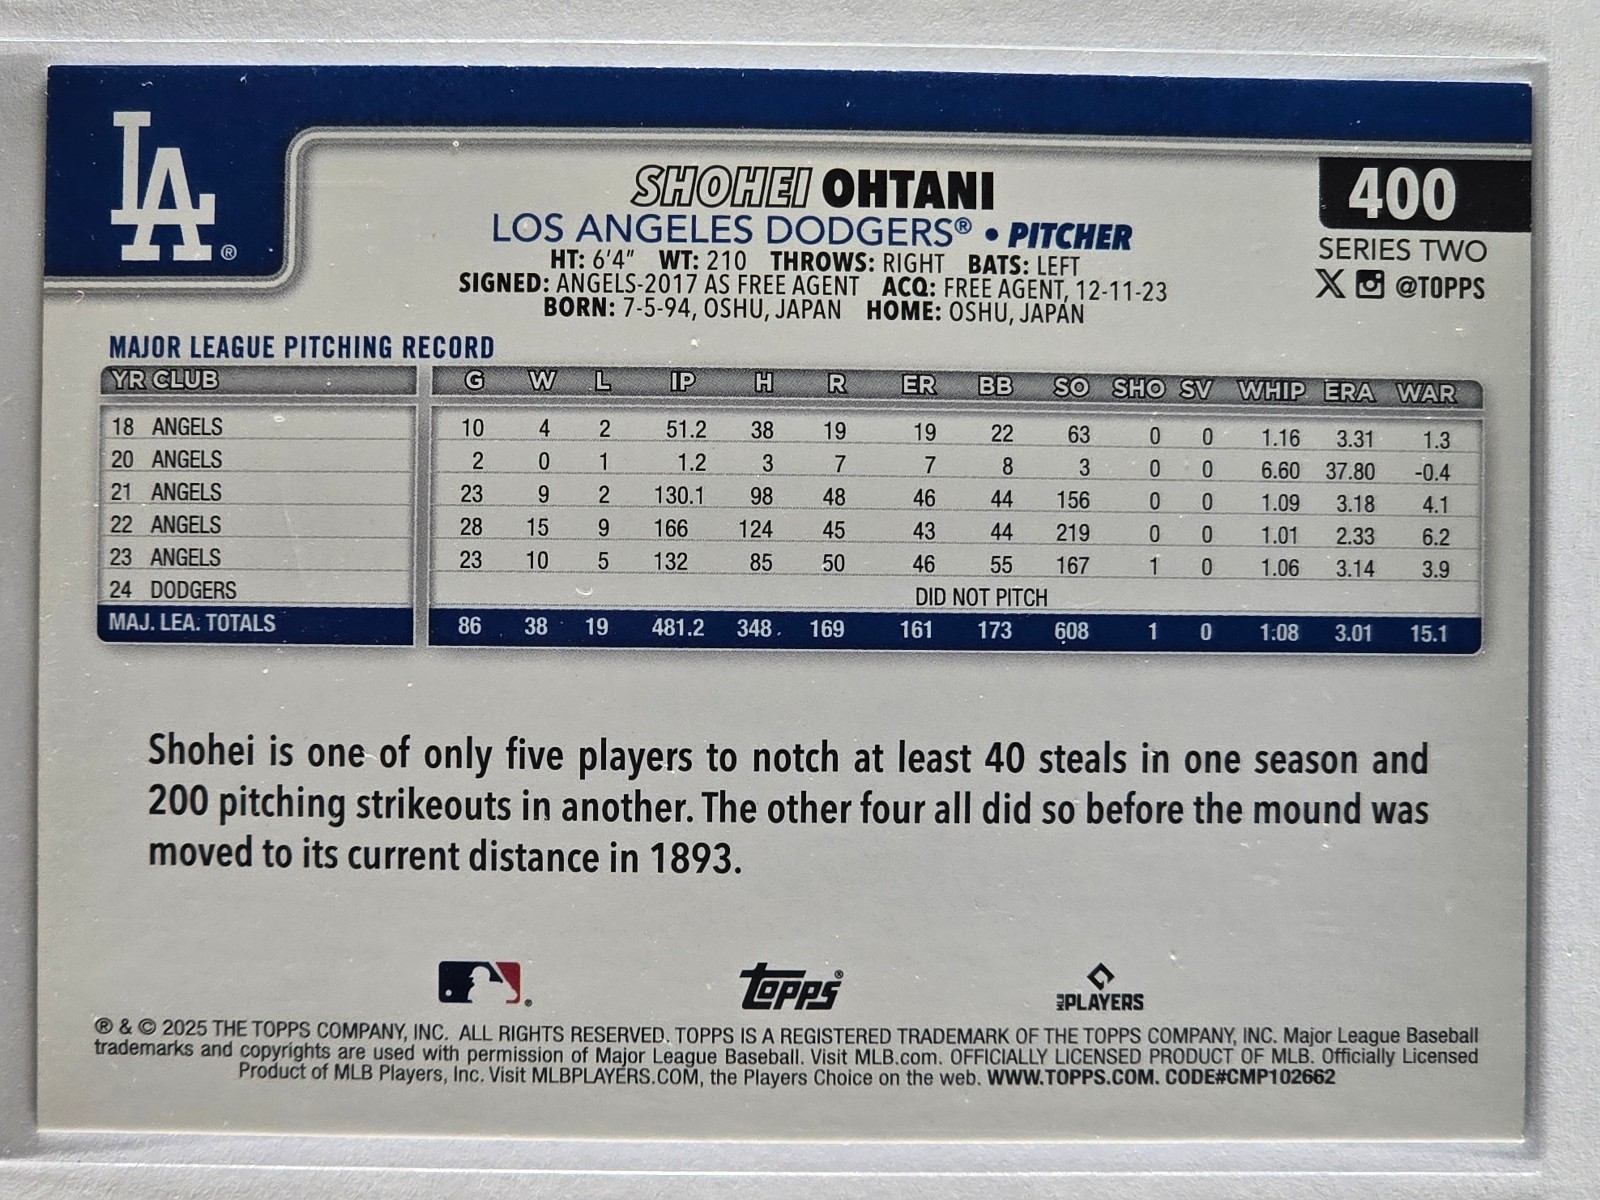 LA®
SHOHEI OHTANI
LOS ANGELES DODGERS® • PITCHER
HT: 6'4" WT: 210 THROWS: RIGHT BATS: LEFT
SIGNED: ANGELS-2017 AS FREE AGENT ACQ: FREE AGENT, 12-11-23
BORN: 7-5-94, OSHU, JAPAN HOME: OSHU, JAPAN
400
SERIES TWO
X @TOPPS
MAJOR LEAGUE PITCHING RECORD
YR CLUB G W L IP H R ER BB SO SHO SV WHIP ERA WAR
18 ANGELS 10 4 2 51.2 38 19 19 22 63 0 0 1.16 3.31 1.3
20 ANGELS 2 0 1 1.2 3 7 7 8 3 0 0 6.60 37.80 -0.4
21 ANGELS 23 9 2 130.1 98 48 46 44 156 0 0 1.09 3.18 4.1
22 ANGELS 28 15 9 166 124 45 43 44 219 0 0 1.01 2.33 6.2
23 ANGELS 23 10 5 132 85 50 46 55 167 1 0 1.06 3.14 3.9
24 DODGERS DID NOT PITCH
MAJ. LEA. TOTALS 86 38 19 481.2 348 169 161 173 608 1 0 1.08 3.01 15.1
Shohei is one of only five players to notch at least 40 steals in one season and
200 pitching strikeouts in another. The other four all did so before the mound was
moved to its current distance in 1893.
Topps® MLB PLAYERS
® & © 2025 THE TOPPS COMPANY, INC. ALL RIGHTS RESERVED. TOPPS IS A REGISTERED TRADEMARK OF THE TOPPS COMPANY, INC. Major League Baseball
trademarks and copyrights are used with permission of Major League Baseball. Visit MLB.com. OFFICIALLY LICENSED PRODUCT OF MLB. Officially Licensed
Product of MLB Players, Inc. Visit MLBPLAYERS.COM, the Players Choice on the web. WWW.TOPPS.COM. CODE#CMP102662